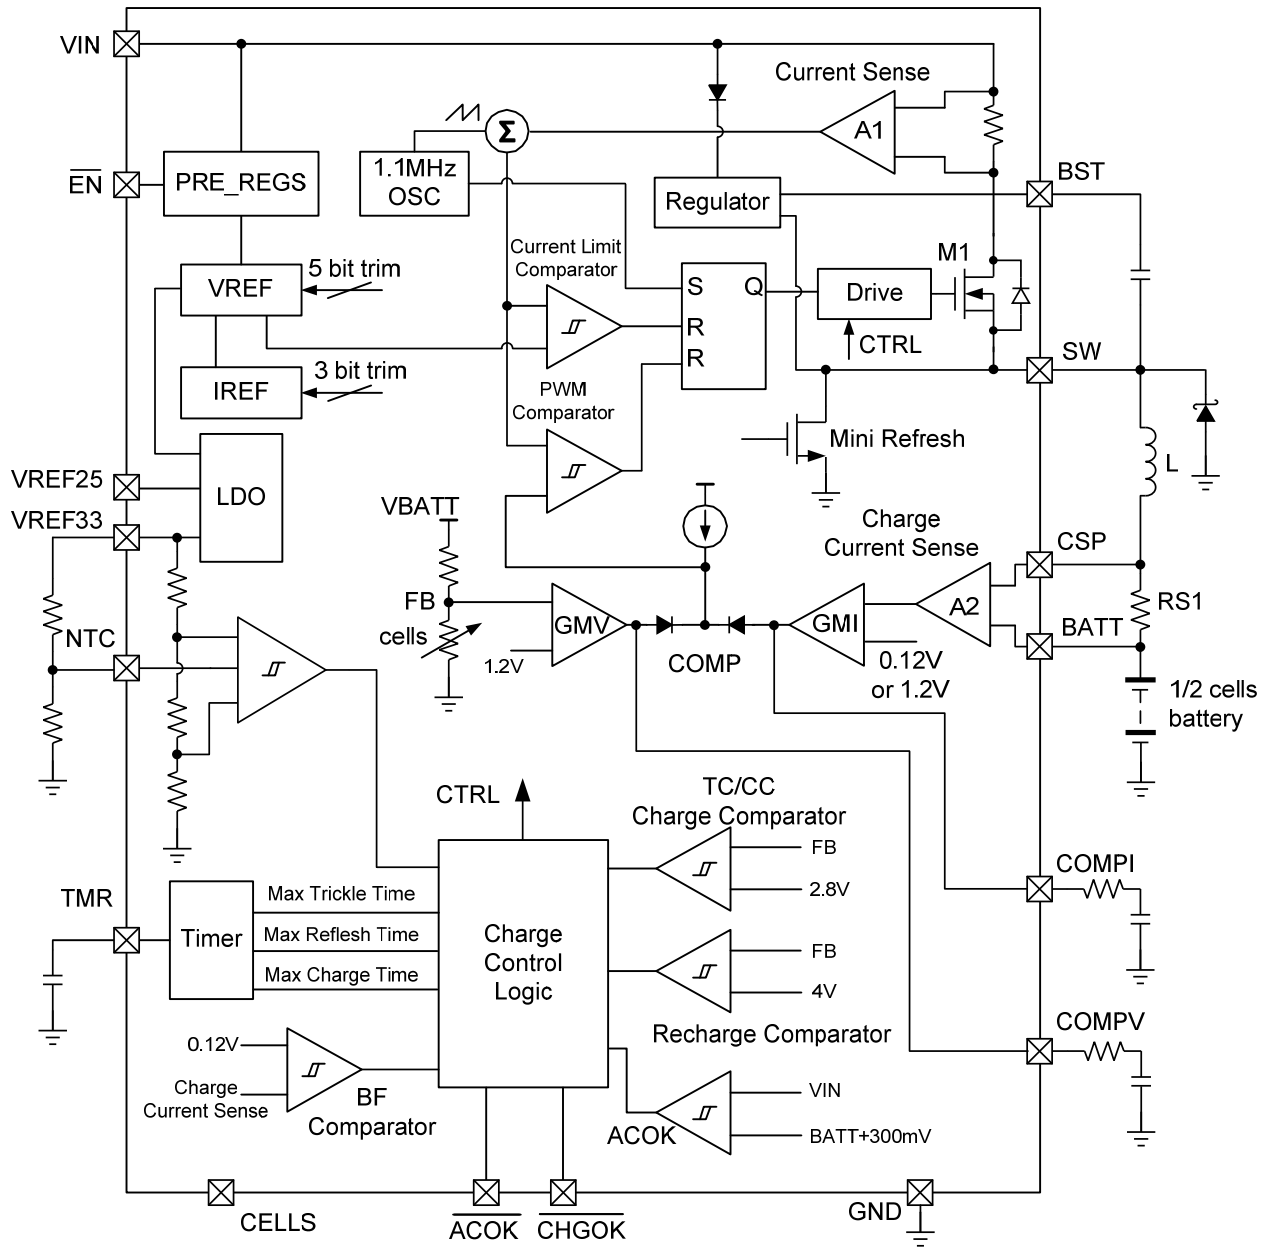 VIN
Current Sense
Σ
A1
1.1MHz
OSC
EN
PRE_REGS
BST
Regulator
Current Limit
Comparator
M1
5 bit trim
VREF
S
Q
Drive
R
CTRL
SW
R
3 bit trim
IREF
PWM
Comparator
Mini Refresh
L
VREF25
LDO
VBATT
VREF33
Charge
Current Sense
CSP
FB
A2
RS1
GMV
GMI
BATT
NTC
cells
1.2V
COMP
0.12V
or 1.2V
1/2 cells
battery
CTRL
TC/CC
Charge Comparator
FB
COMPI
2.8V
TMR
Max Trickle Time
Timer
Max Reflesh Time
Max Charge Time
Charge
Control
Logic
FB
4V
COMPV
Recharge Comparator
0.12V
Charge
Current Sense
BF
Comparator
VIN
ACOK
BATT+300mV
CELLS
ACOK
CHGOK
GND